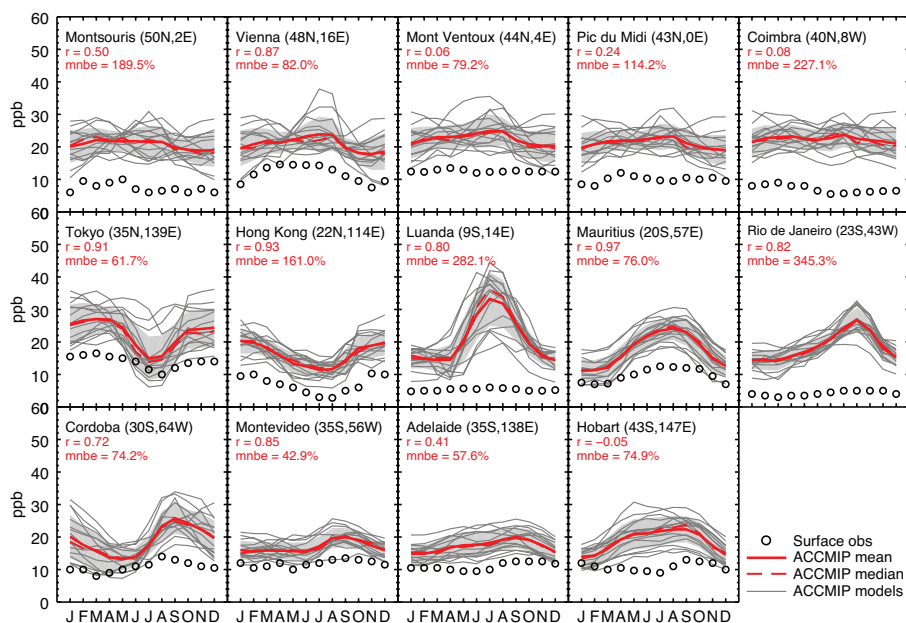 60
50
40
30
20
10
ppb
Montsouris (50N,2E)
r = 0.50
mnbe = 189.5%
Vienna (48N,16E)
r = 0.87
mnbe = 82.0%
Mont Ventoux (44N,4E)
r = 0.06
mnbe = 79.2%
Pic du Midi (43N,0E)
r = 0.24
mnbe = 114.2%
Coimbra (40N,8W)
r = 0.08
mnbe = 227.1%
60
50
40
30
20
10
ppb
Tokyo (35N,139E)
r = 0.91
mnbe = 61.7%
Hong Kong (22N,114E)
r = 0.93
mnbe = 161.0%
Luanda (9S,14E)
r = 0.80
mnbe = 282.1%
Mauritius (20S,57E)
r = 0.97
mnbe = 76.0%
Rio de Janeiro (23S,43W)
r = 0.82
mnbe = 345.3%
60
50
40
30
20
10
0
ppb
Cordoba (30S,64W)
r = 0.72
mnbe = 74.2%
Montevideo (35S,56W)
r = 0.85
mnbe = 42.9%
Adelaide (35S,138E)
r = 0.41
mnbe = 57.6%
Hobart (43S,147E)
r = −0.05
mnbe = 74.9%
Surface obs
ACCMIP mean
ACCMIP median
ACCMIP models
J F M A M J J A S O N D
J F M A M J J A S O N D
J F M A M J J A S O N D
J F M A M J J A S O N D